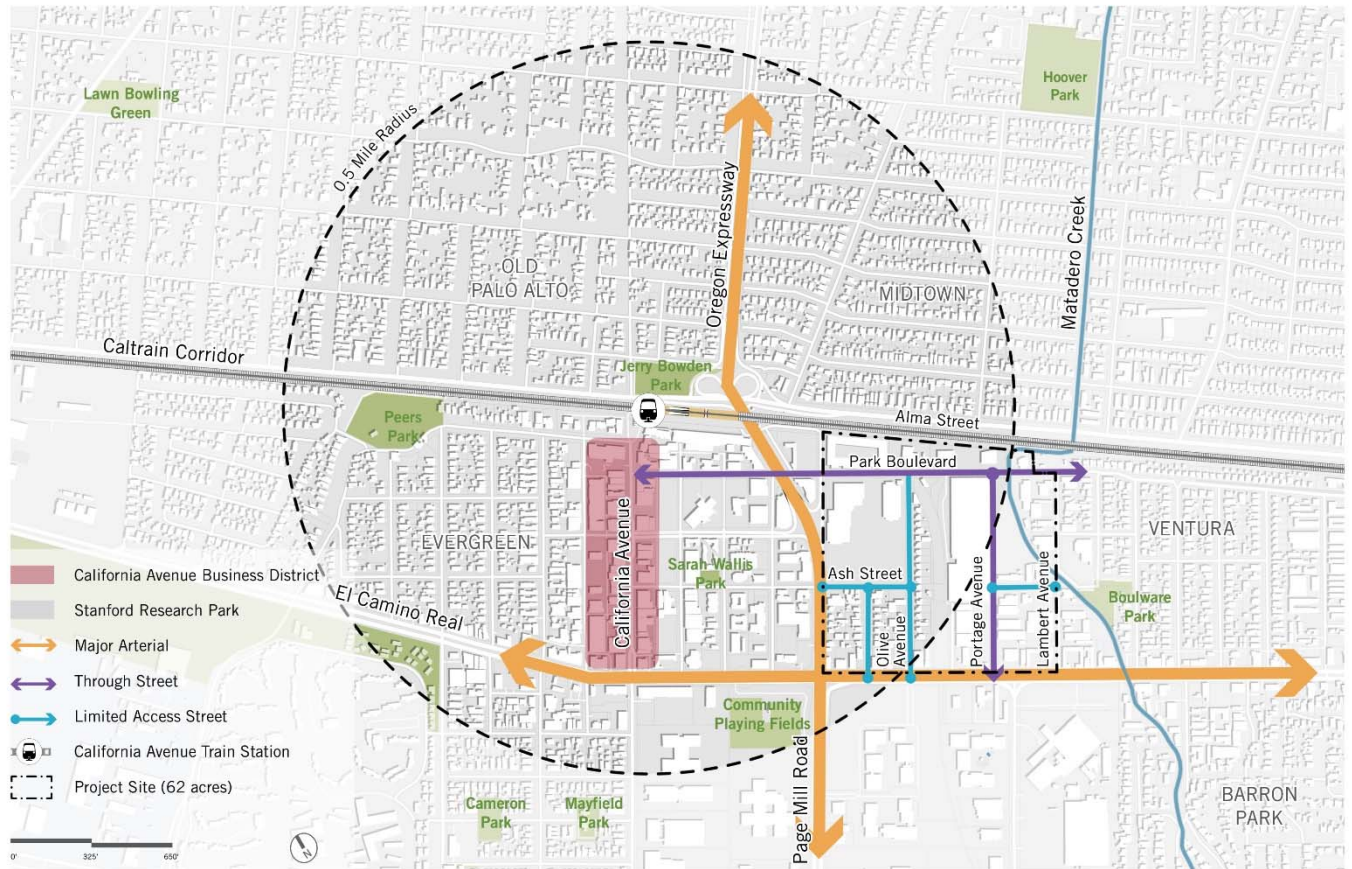 Lawn Bowling
Green
Hoover
Park
0.5 Mile Radius
Oregon Expressway
Matadero Creek
OLD
PALO ALTO
MIDTOWN
Caltrain Corridor
Jerry Bowden
Park
Peers
Park
Alma Street
Park Boulevard
California Avenue
EVERGREEN
VENTURA
Sarah Wallis
Park
Ash Street
Olive
Avenue
Portage Avenue
Lambert Avenue
Boulware
Park
El Camino Real
California Avenue Business District
Stanford Research Park
Major Arterial
Through Street
Limited Access Street
California Avenue Train Station
Project Site (62 acres)
Community
Playing Fields
Page Mill Road
Cameron
Park
Mayfield
Park
BARRON
PARK
0'
325'
650'
N